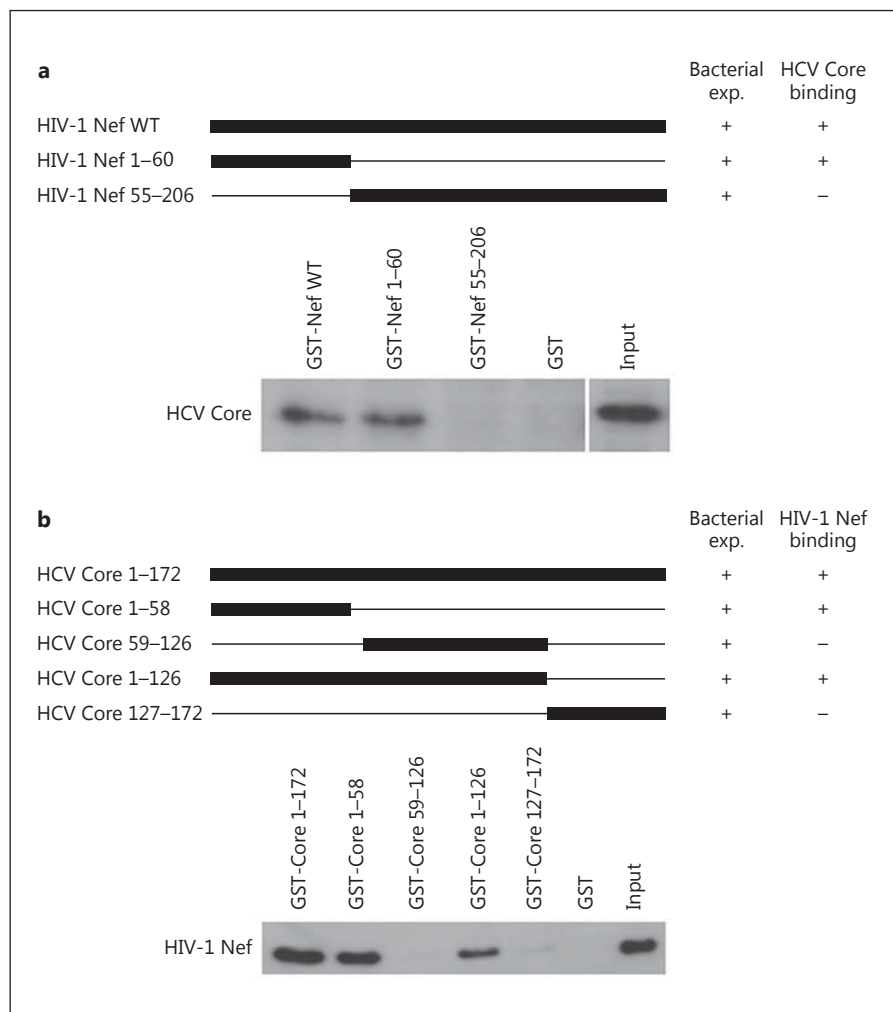 a
Bacterial exp. HCV Core binding
HIV-1 Nef WT + +
HIV-1 Nef 1–60 + +
HIV-1 Nef 55–206 + –
GST-Nef WT
GST-Nef 1–60
GST-Nef 55–206
GST
Input
HCV Core
b
Bacterial exp. HIV-1 Nef binding
HCV Core 1–172 + +
HCV Core 1–58 + +
HCV Core 59–126 + –
HCV Core 1–126 + +
HCV Core 127–172 + –
GST-Core 1–172
GST-Core 1–58
GST-Core 59–126
GST-Core 1–126
GST-Core 127–172
GST
Input
HIV-1 Nef